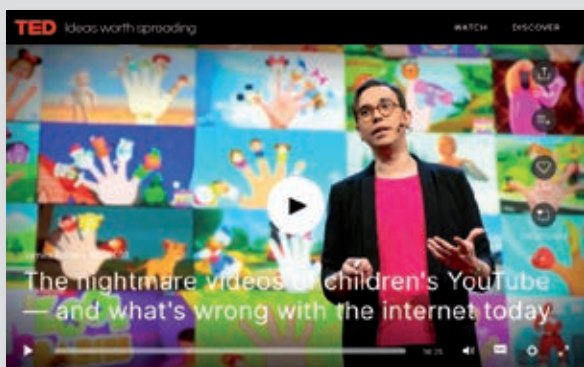 TED Ideas worth spreading
WATCH DISCOVER
The nightmare videos of children's YouTube
— and what's wrong with the internet today
16:25